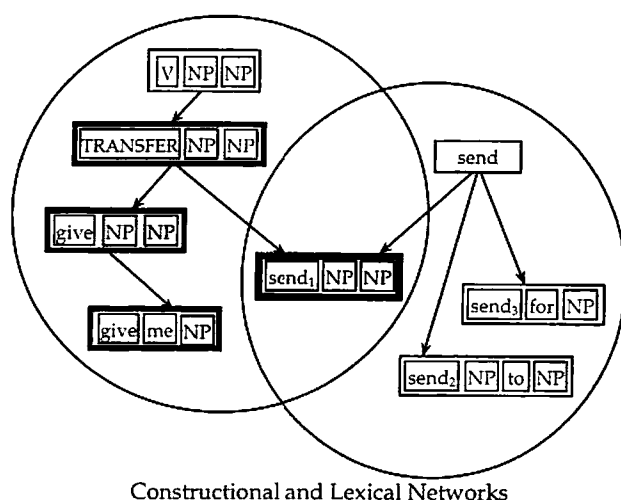 V NP NP
TRANSFER NP NP
send
give NP NP
send₁ NP NP
send₃ for NP
give me NP
send₂ NP to NP
Constructional and Lexical Networks